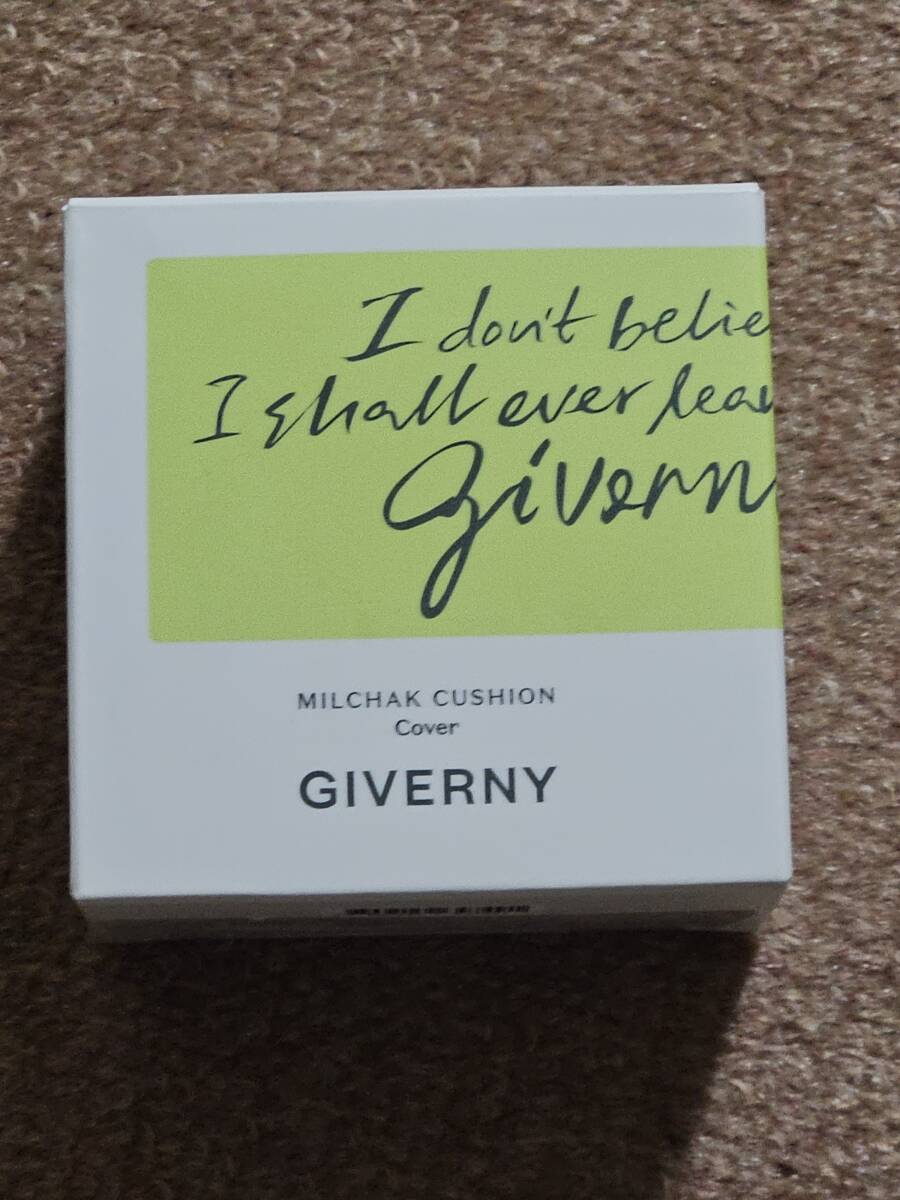 I don't belie
I shall ever leav
Givern
MILCHAK CUSHION
Cover
GIVERNY